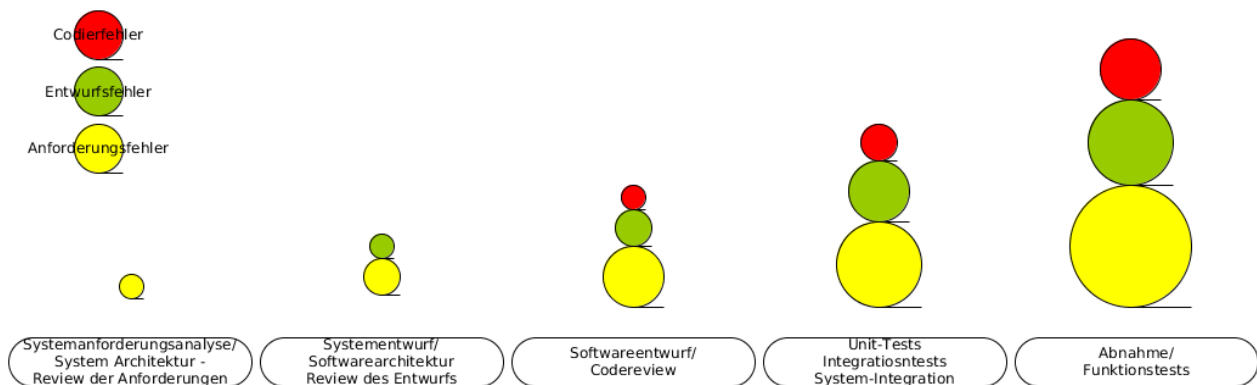 Codierfehler
Entwurfsfehler
Anforderungsfehler
Systemanforderungsanalyse/
System Architektur -
Review der Anforderungen
Systementwurf/
Softwarearchitektur
Review des Entwurfs
Softwareentwurf/
Codereview
Unit-Tests
Integratiosntests
System-Integration
Abnahme/
Funktionstests